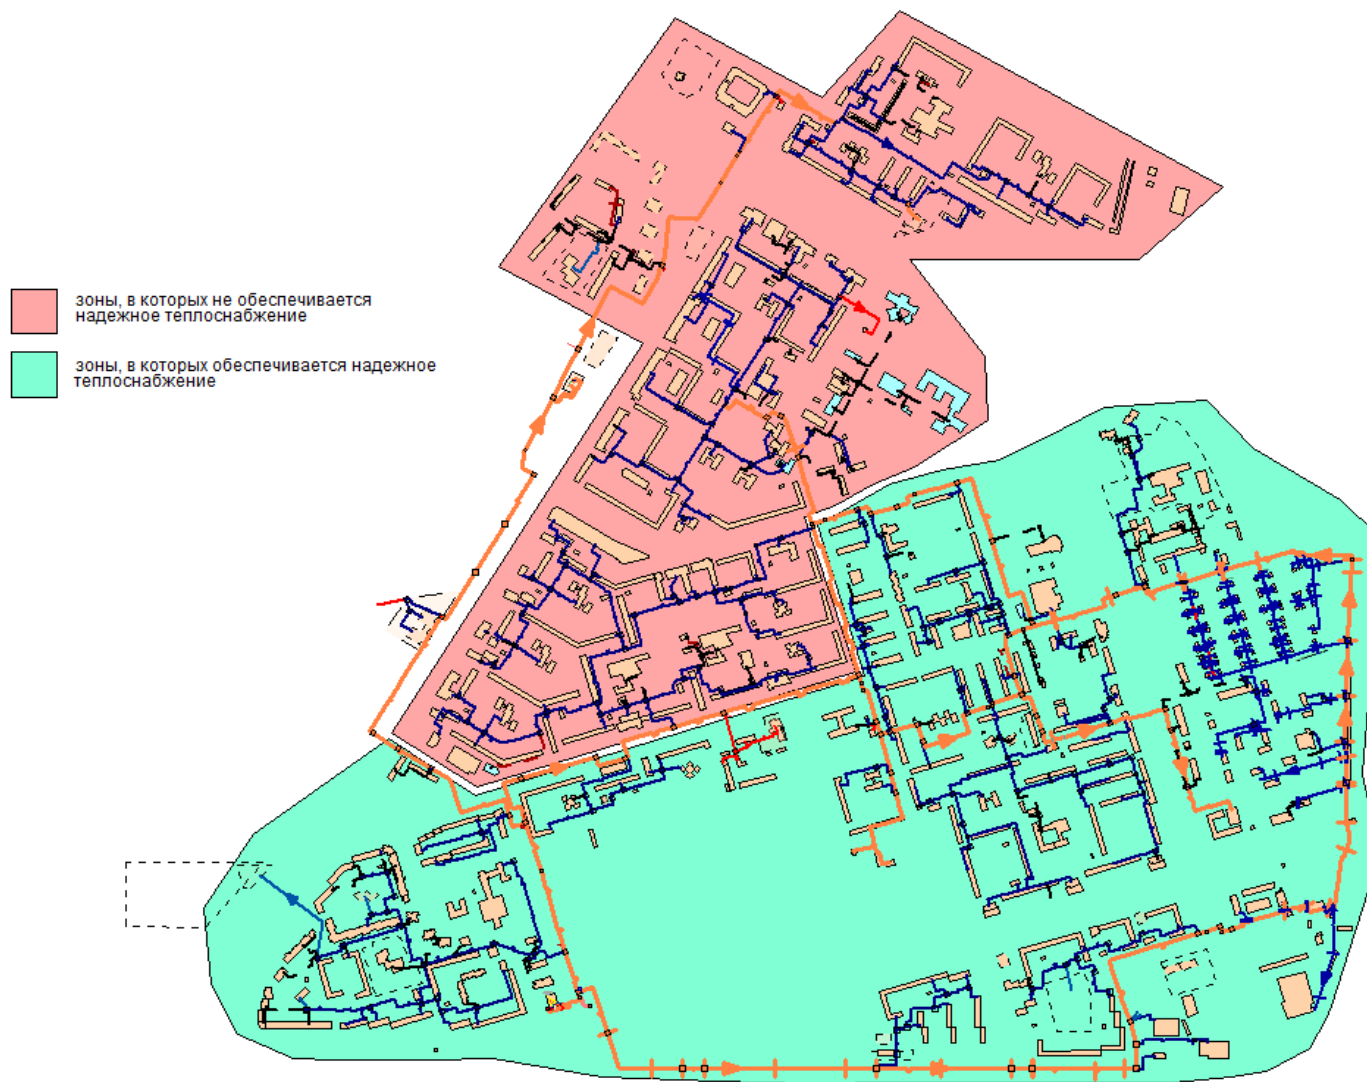 зоны, в которых не обеспечивается
надежное теплоснабжение
зоны, в которых обеспечивается надежное
теплоснабжение